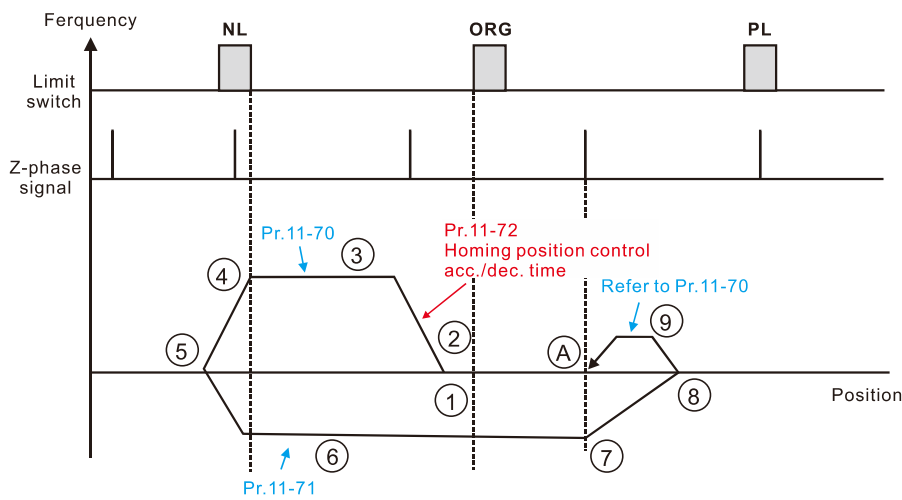 Ferquency
NL
ORG
PL
Limit
switch
Z-phase
signal
Pr.11-72
Homing position control
acc./dec. time
Pr.11-70
3
4
Refer to Pr.11-70
9
2
5
A
1
8
Position
6
7
Pr.11-71